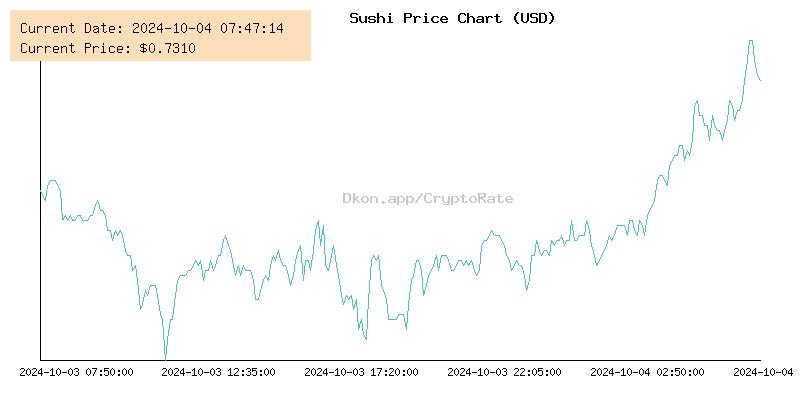 Sushi Price Chart (USD)
Current Date: 2024-10-04 07:47:14
Current Price: $0.7310
Dkon.app/CryptoRate
2024-10-03 07:50:00 2024-10-03 12:35:00 2024-10-03 17:20:00 2024-10-03 22:05:00 2024-10-04 02:50:00 2024-10-04